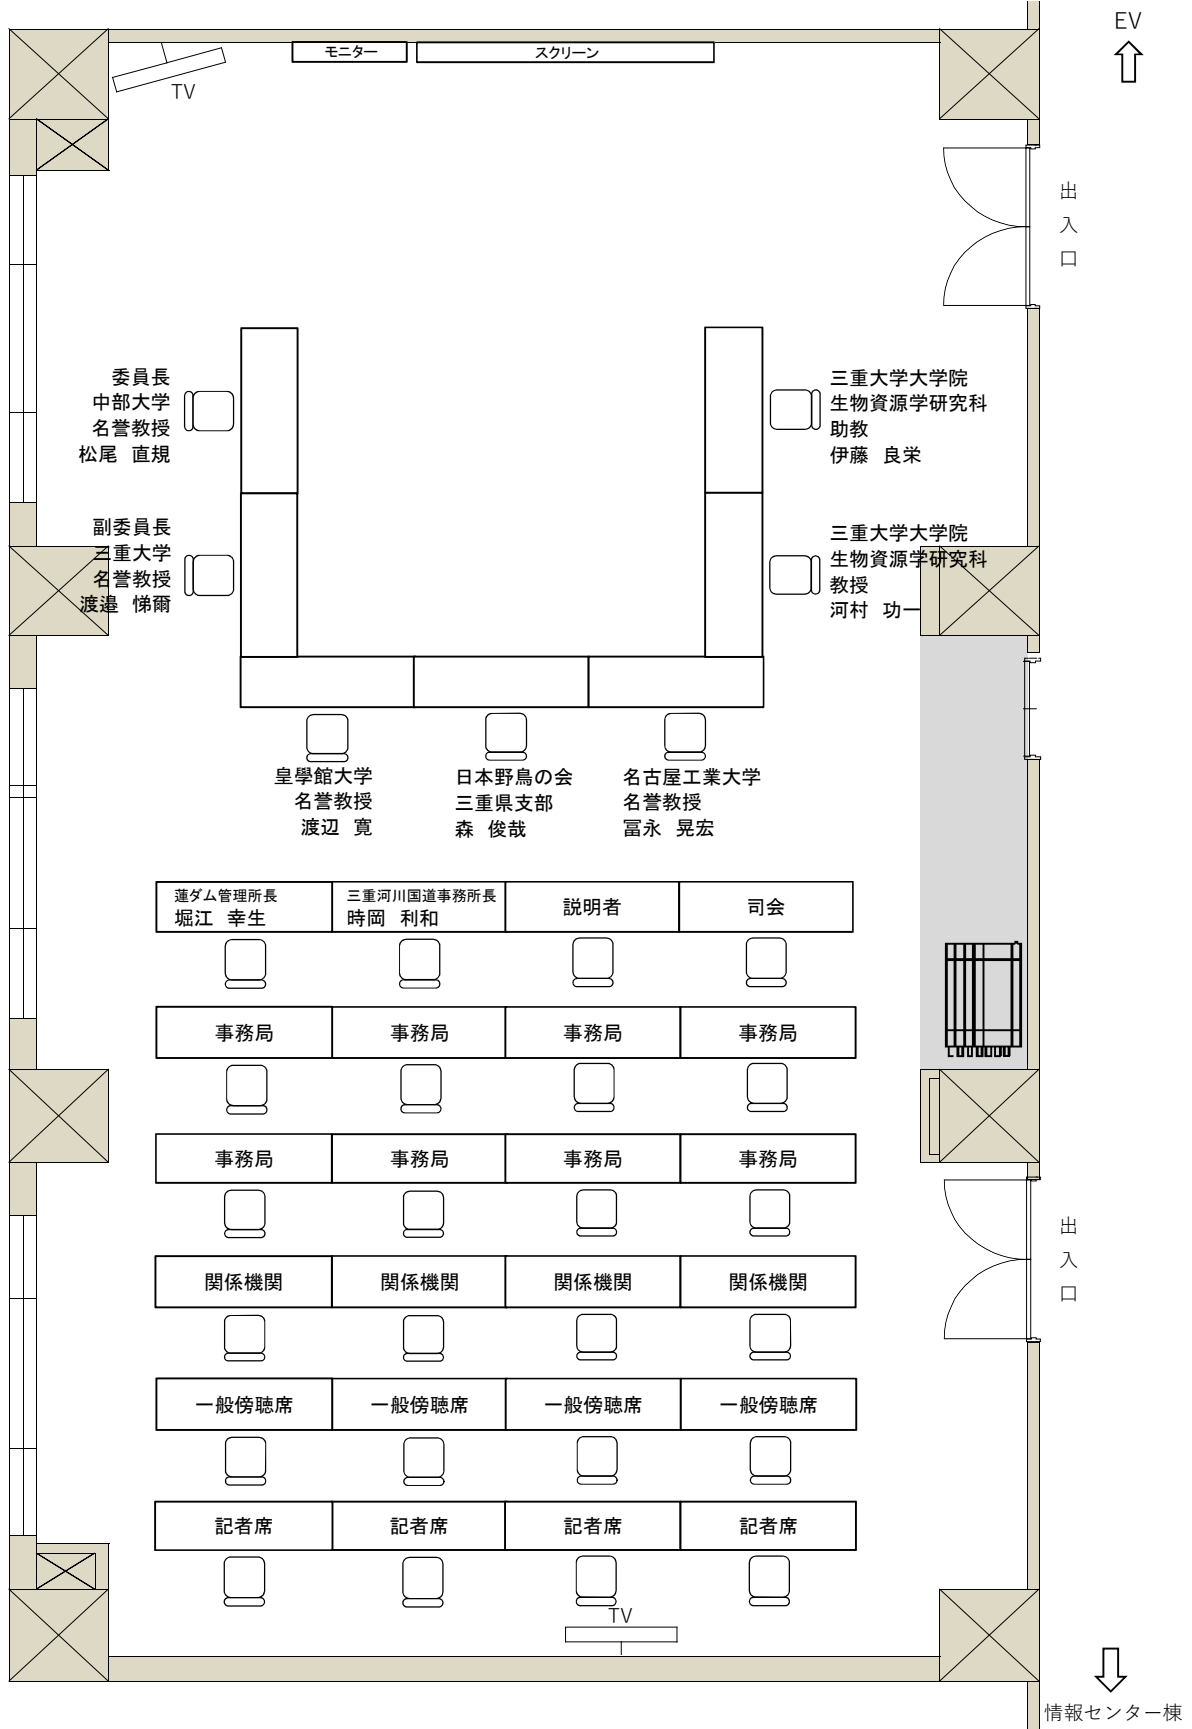 EV
モニター
スクリーン
TV
出
入
口
委員長
中部大学
名誉教授
松尾 直規
三重大学大学院
生物資源学研究科
助教
伊藤 良栄
副委員長
三重大学
名誉教授
渡邉 悌爾
三重大学大学院
生物資源学研究科
教授
河村 功一
皇學館大学
名誉教授
渡辺 寛
日本野鳥の会
三重県支部
森 俊哉
名古屋工業大学
名誉教授
冨永 晃宏
蓮ダム管理所長
堀江 幸生
三重河川国道事務所長
時岡 利和
説明者
司会
事務局
事務局
事務局
事務局
事務局
事務局
事務局
事務局
出
入
口
関係機関
関係機関
関係機関
関係機関
一般傍聴席
一般傍聴席
一般傍聴席
一般傍聴席
記者席
記者席
記者席
記者席
TV
情報センター棟